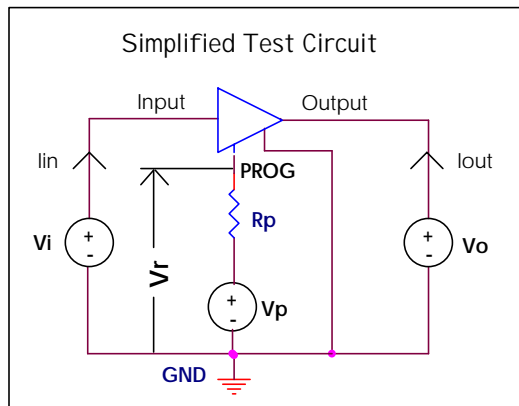 Simplified Test Circuit
Input
Output
Iin
Iout
PROG
Rp
Vi
+
-
Vr
+
-
Vp
+
-
Vo
GND